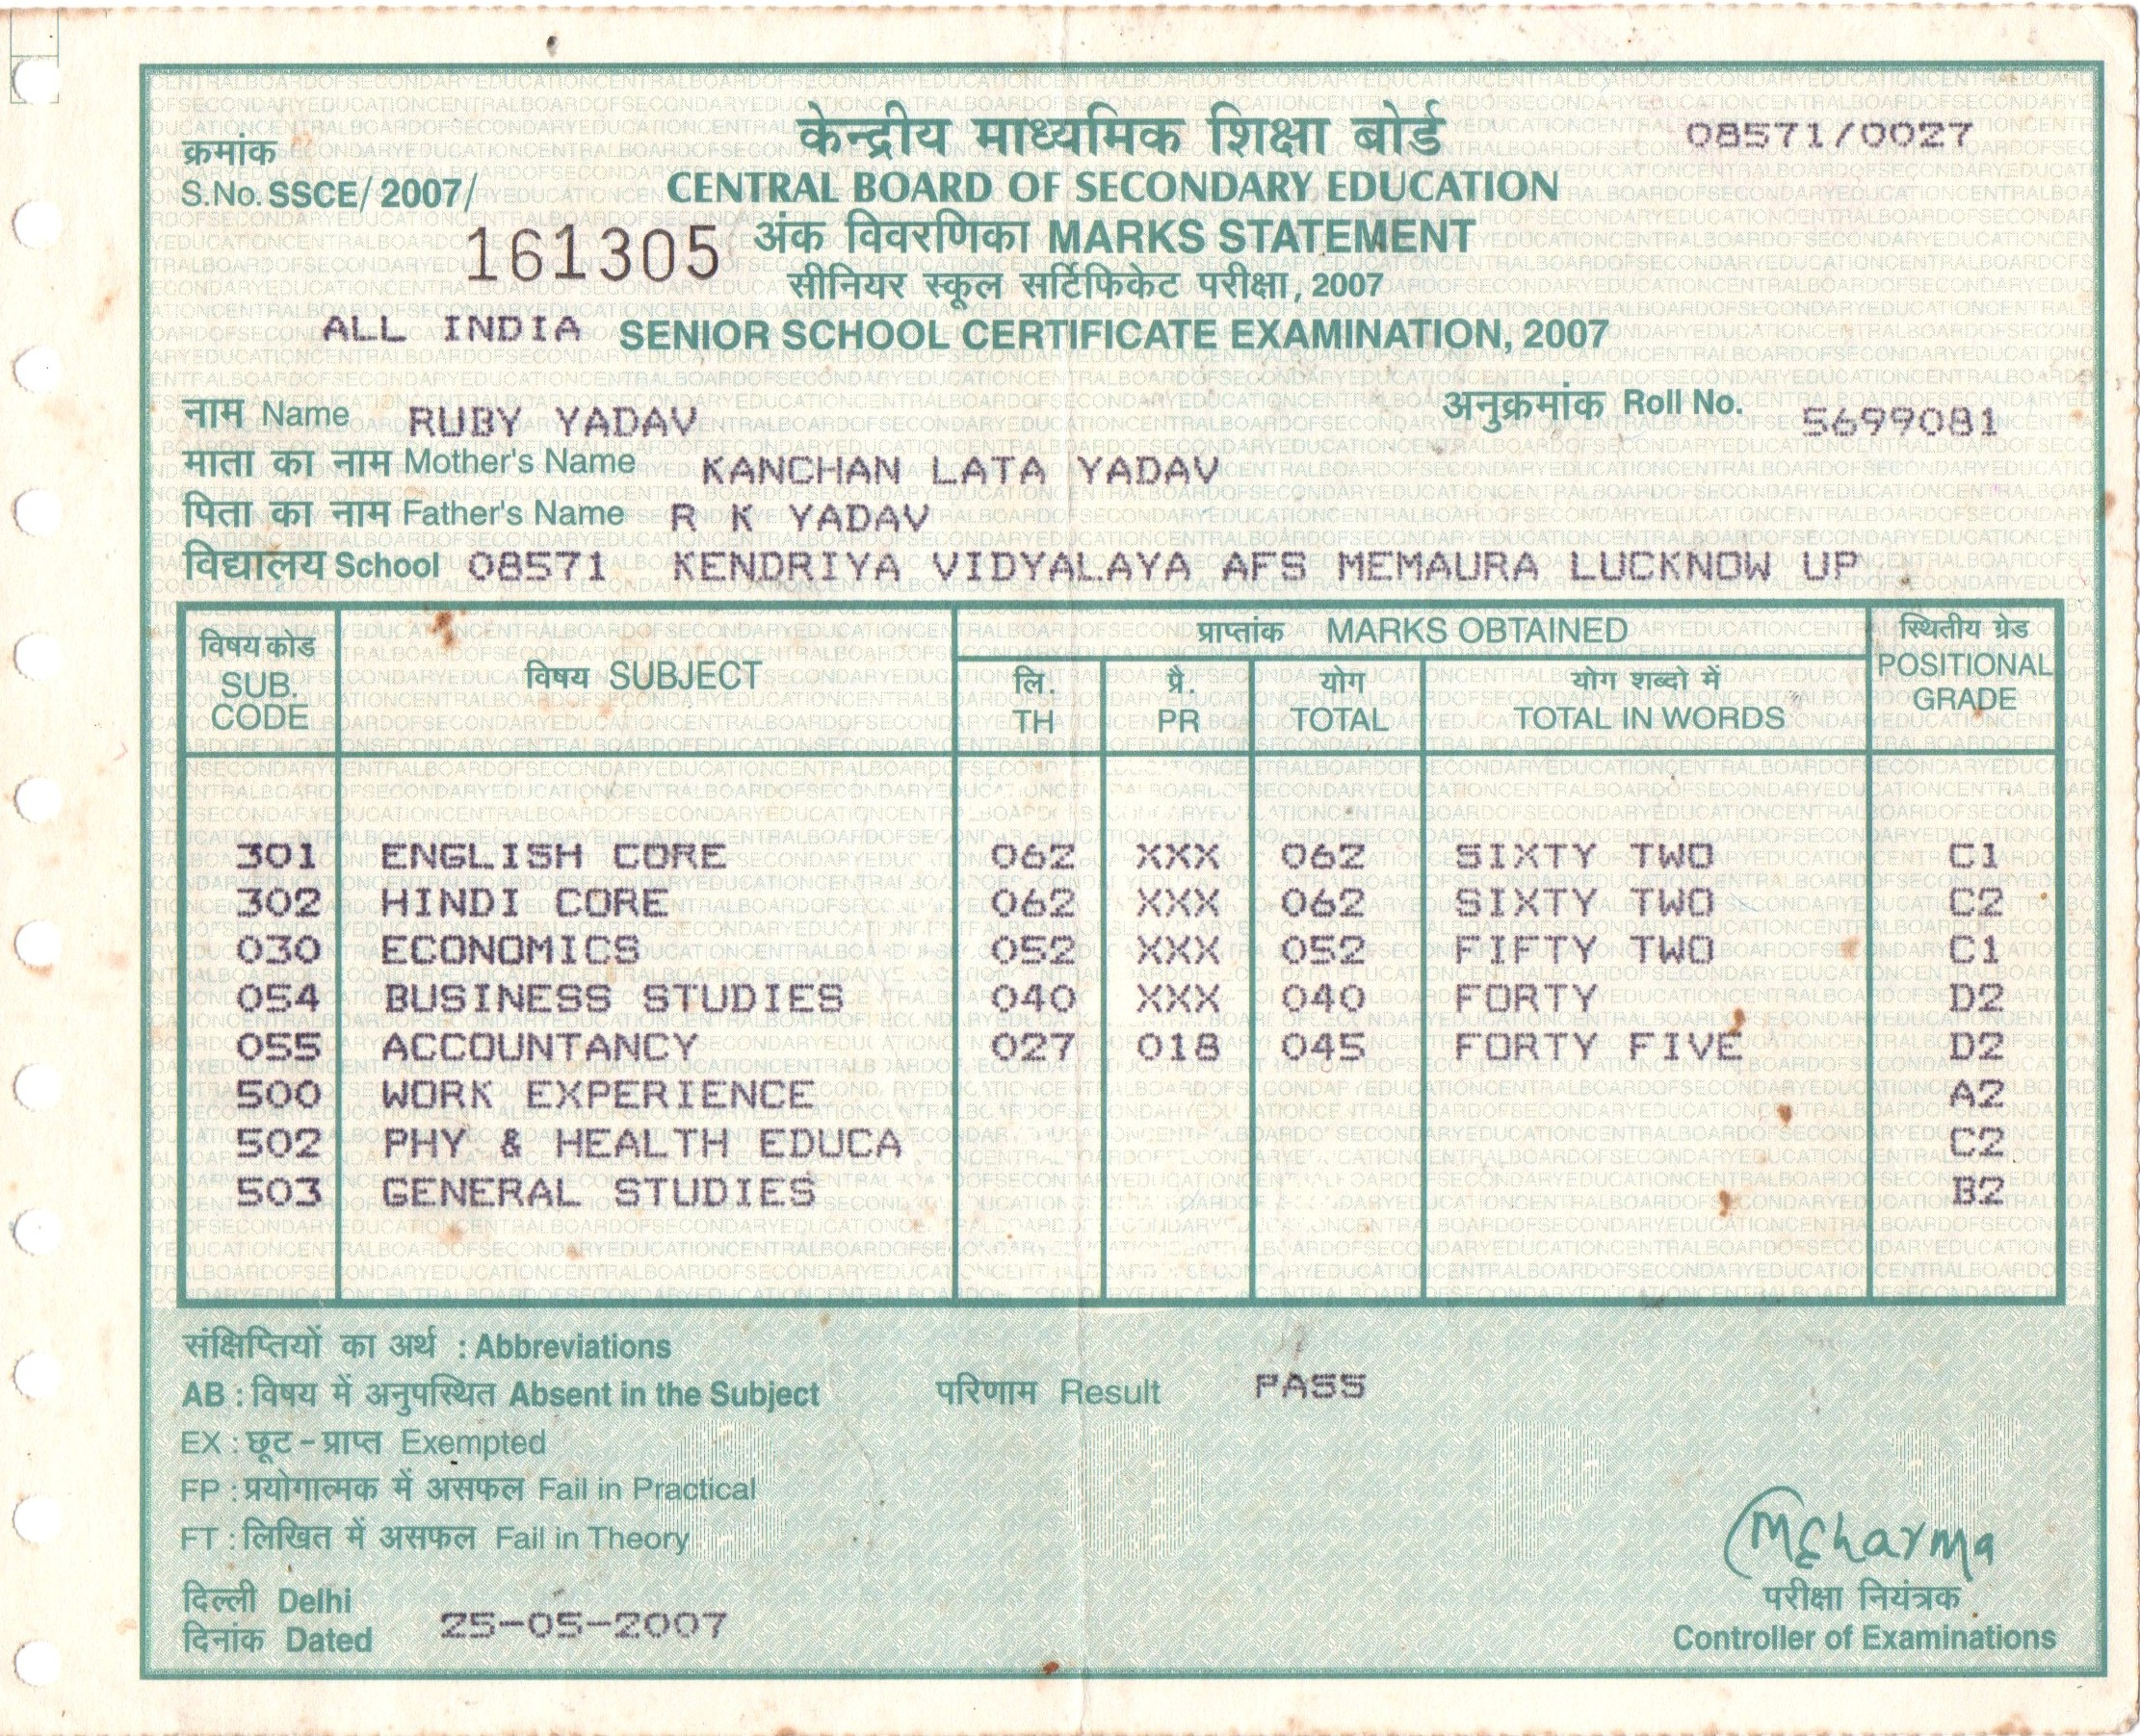 केन्द्रीय माध्यमिक शिक्षा बोर्ड
08571/0027
क्रमांक
S.No. SSCE/ 2007/
CENTRAL BOARD OF SECONDARY EDUCATION
161305
अंक विवरणिका MARKS STATEMENT
सीनियर स्कूल सर्टिफिकेट परीक्षा, 2007
ALL INDIA SENIOR SCHOOL CERTIFICATE EXAMINATION, 2007
नाम Name RUBY YADAV अनुक्रमांक Roll No. 5699081
माता का नाम Mother's Name KANCHAN LATA YADAV
पिता का नाम Father's Name R K YADAV
विद्यालय School 08571 KENDRIYA VIDYALAYA AFS MEMAURA LUCKNOW UP
विषय कोड SUB. CODE
विषय SUBJECT
प्राप्तांक MARKS OBTAINED
लि. TH
प्रै. PR
योग TOTAL
योग शब्दो में TOTAL IN WORDS
स्थितीय ग्रेड POSITIONAL GRADE
301 ENGLISH CORE 062 XXX 062 SIXTY TWO C1
302 HINDI CORE 062 XXX 062 SIXTY TWO C2
030 ECONOMICS 052 XXX 052 FIFTY TWO C1
054 BUSINESS STUDIES 040 XXX 040 FORTY D2
055 ACCOUNTANCY 027 018 045 FORTY FIVE D2
500 WORK EXPERIENCE A2
502 PHY & HEALTH EDUCA C2
503 GENERAL STUDIES B2
संक्षिप्तियों का अर्थ : Abbreviations
AB : विषय में अनुपस्थित Absent in the Subject
परिणाम Result PASS
EX : छूट - प्राप्त Exempted
FP : प्रयोगात्मक में असफल Fail in Practical
FT : लिखित में असफल Fail in Theory
COPY
MSharma
दिल्ली Delhi
दिनांक Dated 25-05-2007
परीक्षा नियंत्रक
Controller of Examinations